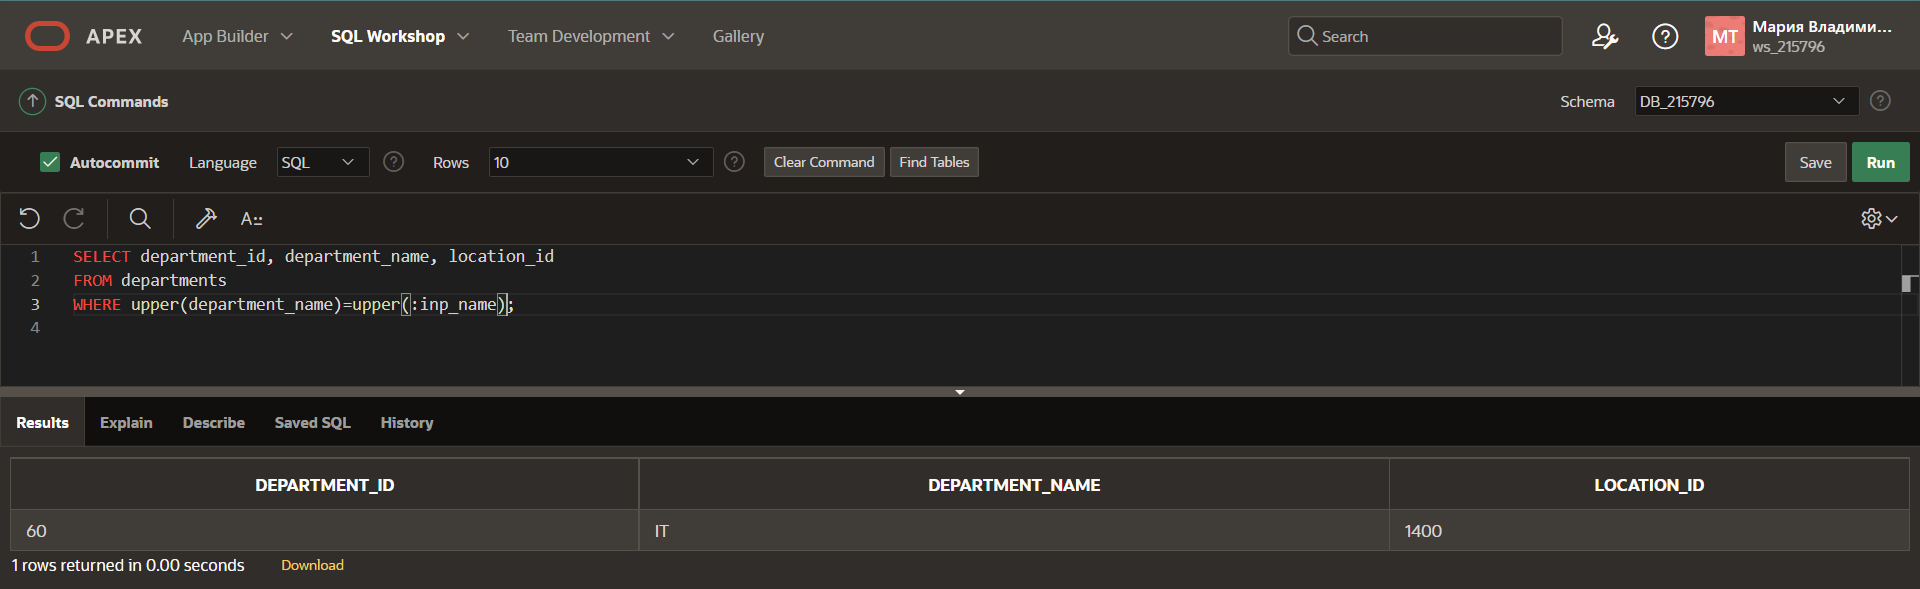 APEX App Builder SQL Workshop Team Development Gallery Search ? MT Мария Владими...
ws_215796
SQL Commands Schema DB_215796 ?
Autocommit Language SQL ? Rows 10 ? Clear Command Find Tables Save Run
A::
1 SELECT department_id, department_name, location_id
2 FROM departments
3 WHERE upper(department_name)=upper(:inp_name);
4
Results Explain Describe Saved SQL History
DEPARTMENT_ID DEPARTMENT_NAME LOCATION_ID
60 IT 1400
1 rows returned in 0.00 seconds Download